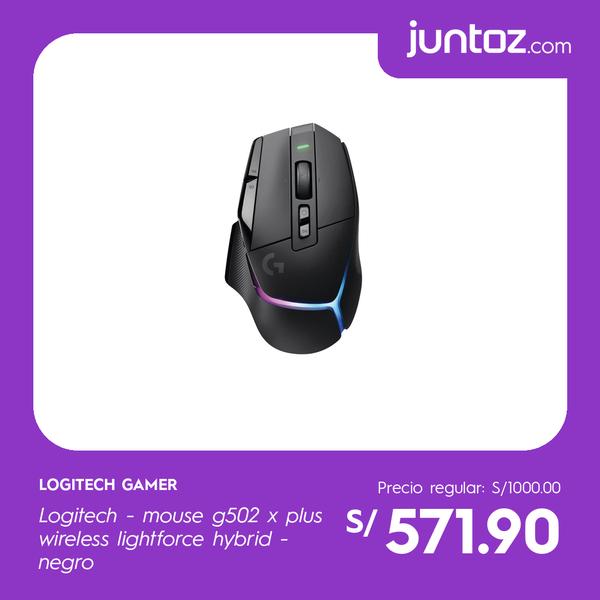 juntoz.com
LOGITECH GAMER
Logitech - mouse g502 x plus
wireless lightforce hybrid -
negro
Precio regular: S/1000.00
S/ 571.90